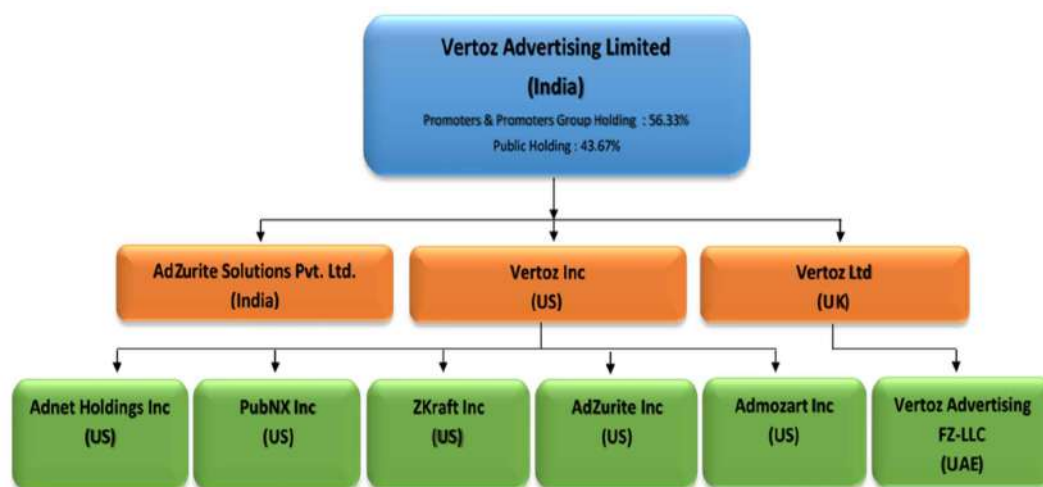 Vertoz Advertising Limited
(India)
Promoters & Promoters Group Holding : 56.33%
Public Holding : 43.67%
AdZurite Solutions Pvt. Ltd.
(India)
Vertoz Inc
(US)
Vertoz Ltd
(UK)
Adnet Holdings Inc
(US)
PubNX Inc
(US)
ZKraft Inc
(US)
AdZurite Inc
(US)
Admozart Inc
(US)
Vertoz Advertising
FZ-LLC
(UAE)